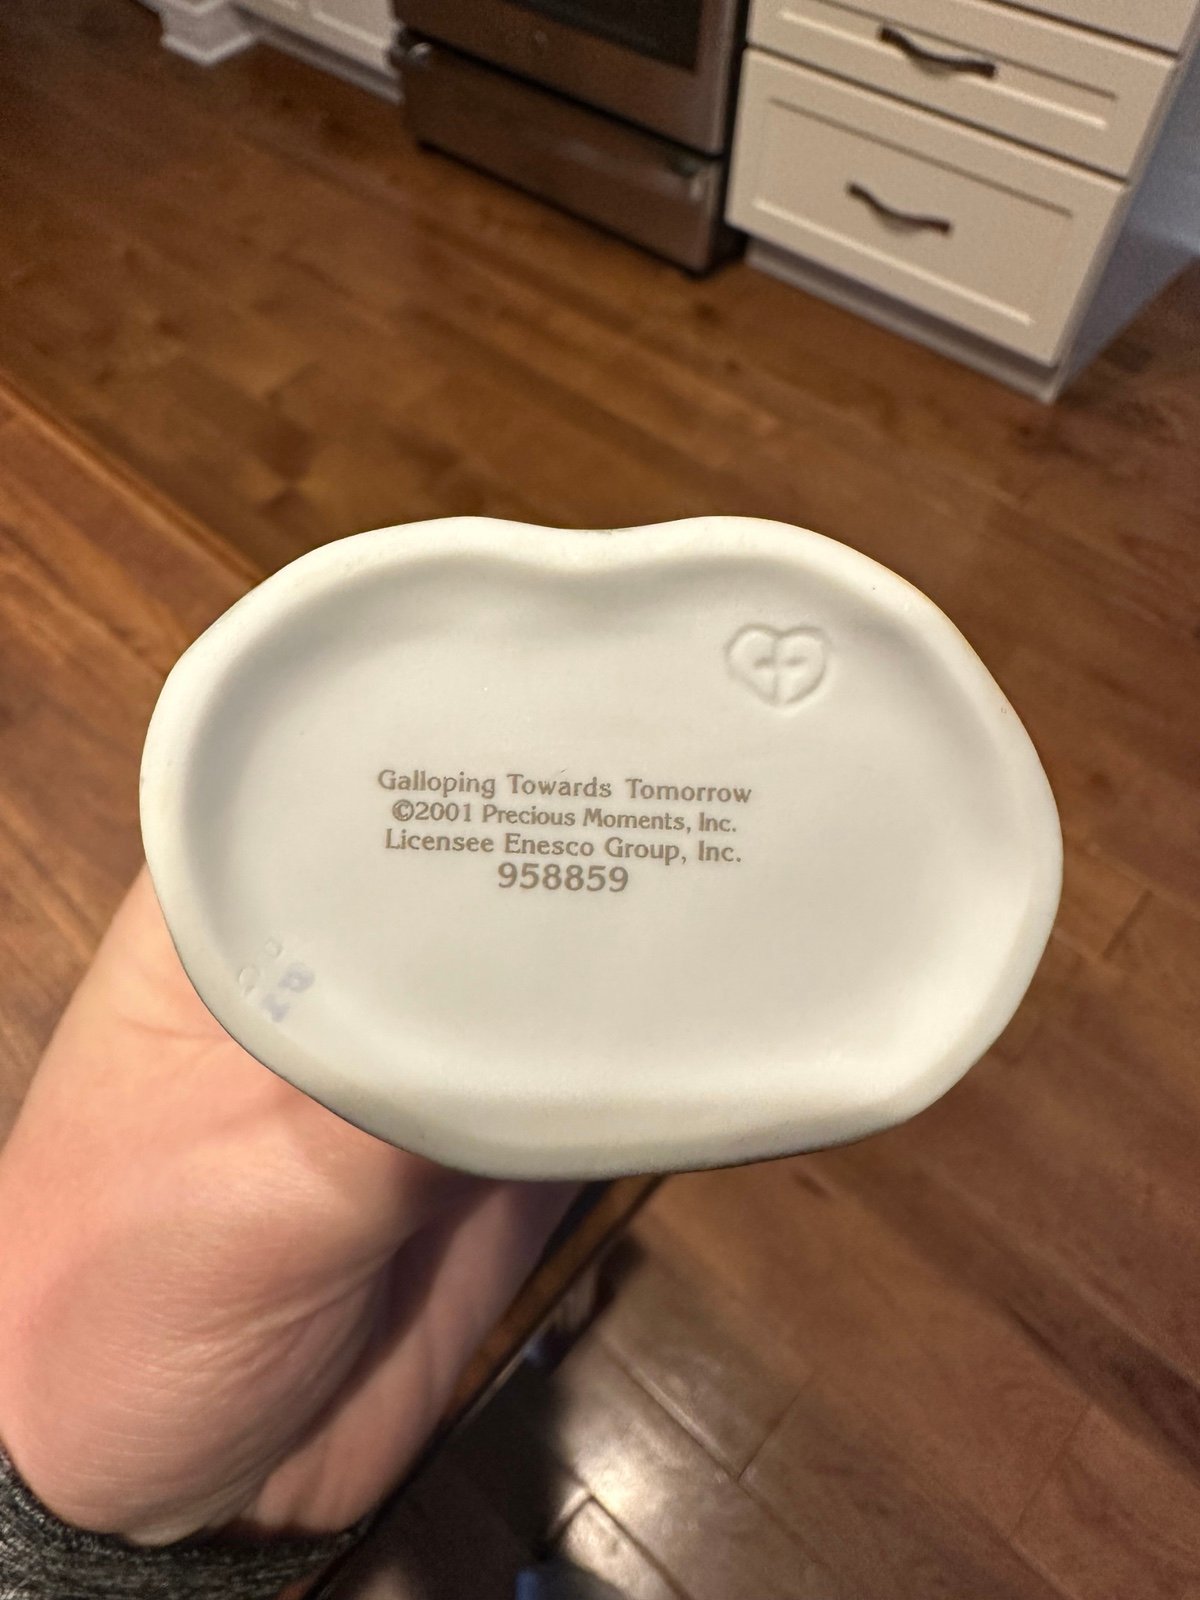 Galloping Towards Tomorrow
©2001 Precious Moments, Inc.
Licensee Enesco Group, Inc.
958859